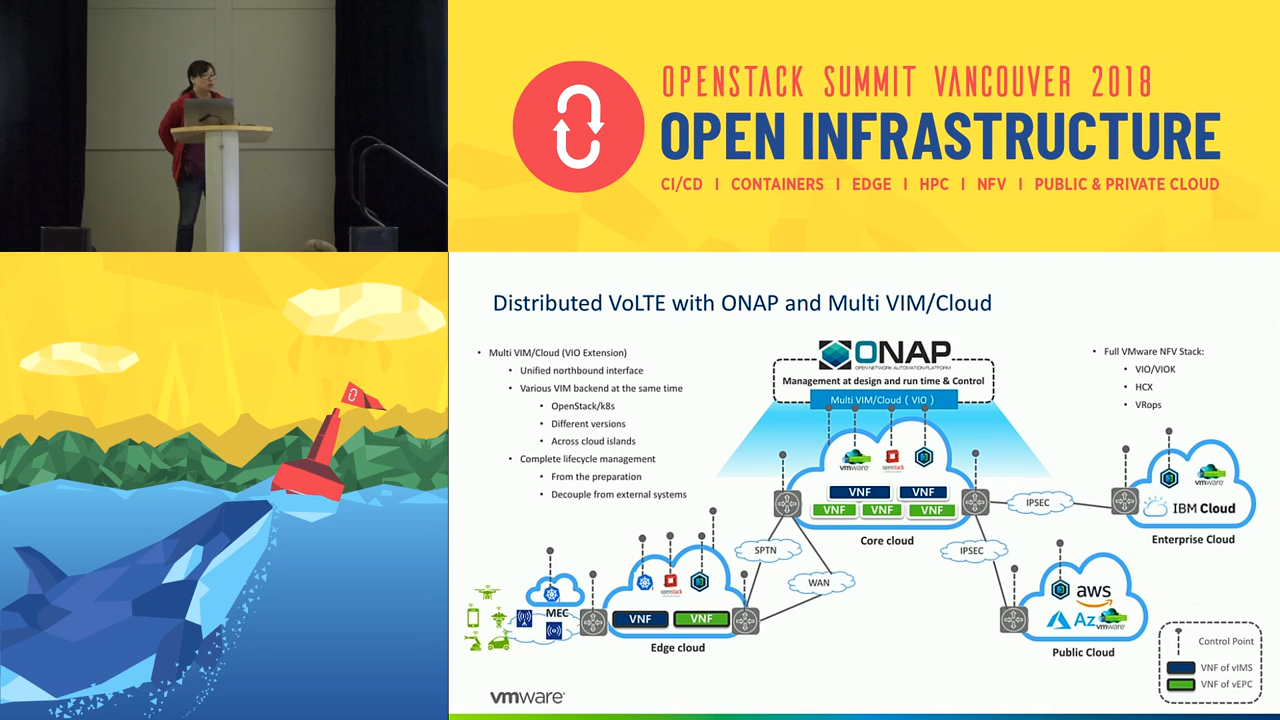 OPENSTACK SUMMIT VANCOUVER 2018
OPEN INFRASTRUCTURE
CI/CD I CONTAINERS I EDGE I HPC I NFV I PUBLIC & PRIVATE CLOUD
Distributed VoLTE with ONAP and Multi VIM/Cloud
• Multi VIM/Cloud (VIO Extension)
• Unified northbound interface
• Various VIM backend at the same time
• OpenStack/k8s
• Different versions
• Across cloud islands
• Complete lifecycle management
• From the preparation
• Decouple from external systems
ONAP
OPEN NETWORK AUTOMATION PLATFORM
Management at design and run time & Control
Multi VIM/Cloud ( VIO )
• Full VMware NFV Stack:
• VIO/VIOK
• HCX
• VRops
vmware
openstack
VNF VNF
VNF VNF VNF
Core cloud
IPSEC
vmware
IBM Cloud
Enterprise Cloud
SPTN
WAN
IPSEC
openstack
MEC
VNF VNF
Edge cloud
aws
Az
vmware
Public Cloud
Control Point
VNF of vIMS
VNF of vEPC
vmware